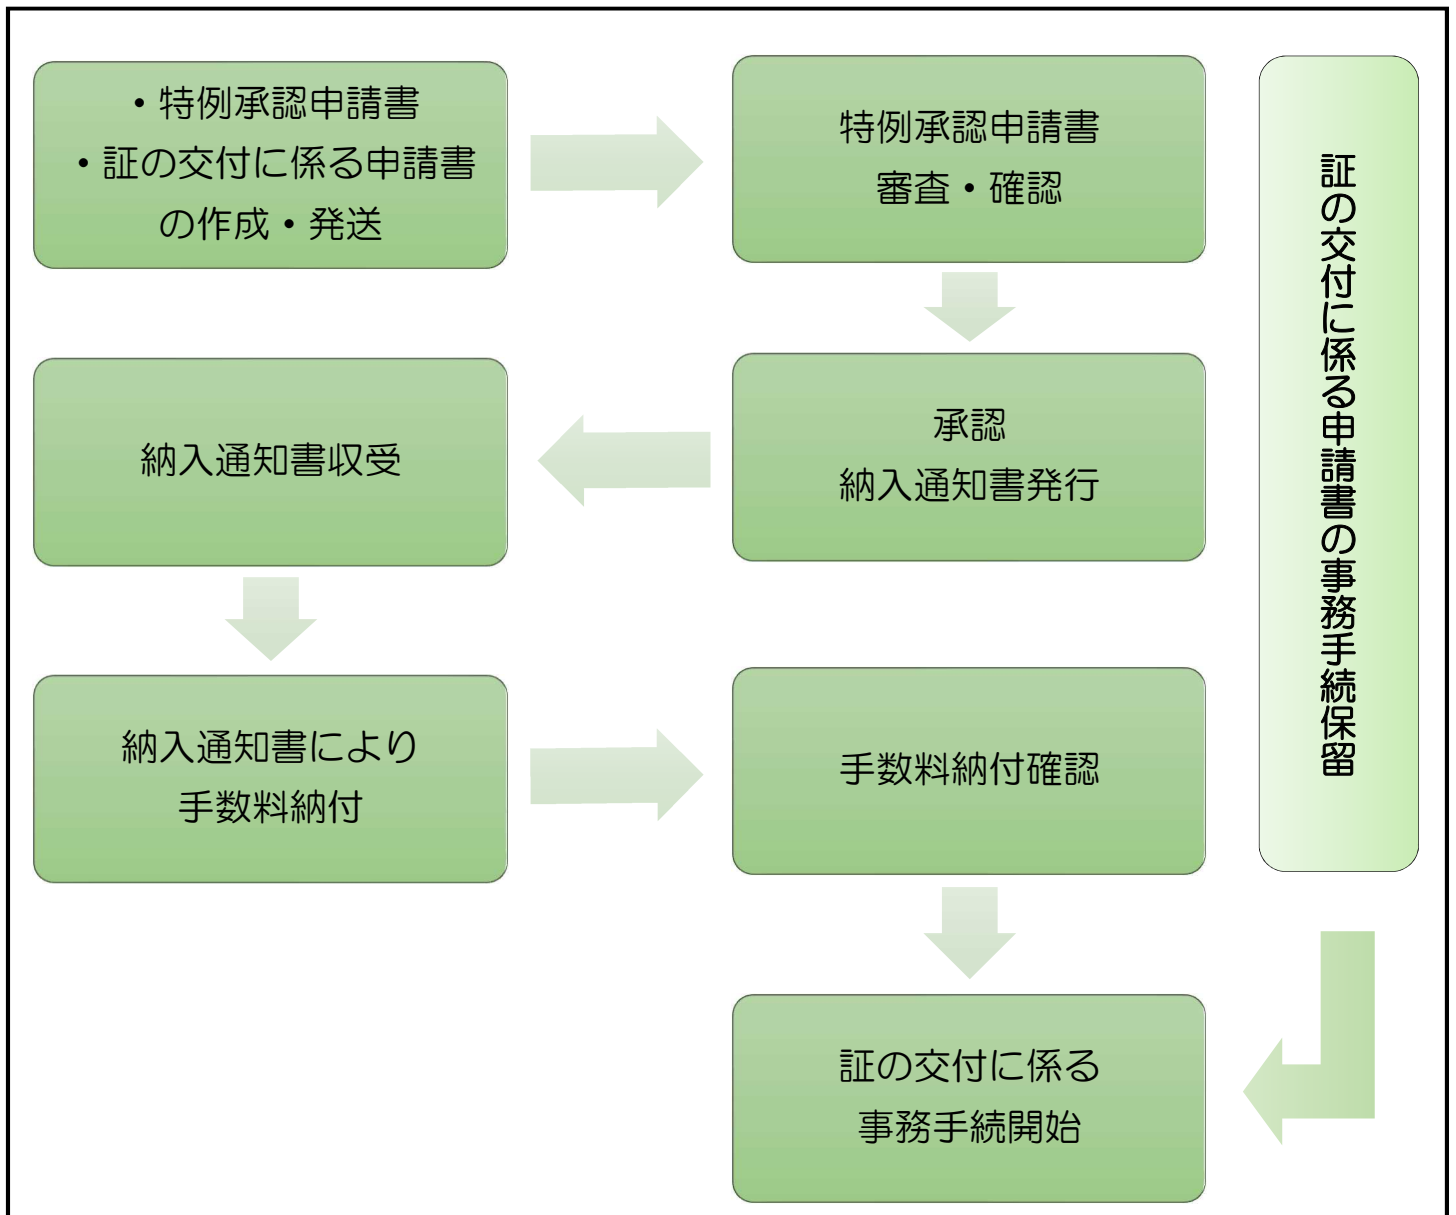 ・特例承認申請書
・証の交付に係る申請書
の作成・発送
特例承認申請書
審査・確認
承認
納入通知書発行
納入通知書収受
納入通知書により
手数料納付
手数料納付確認
証の交付に係る
事務手続開始
証の交付に係る申請書の事務手続保留